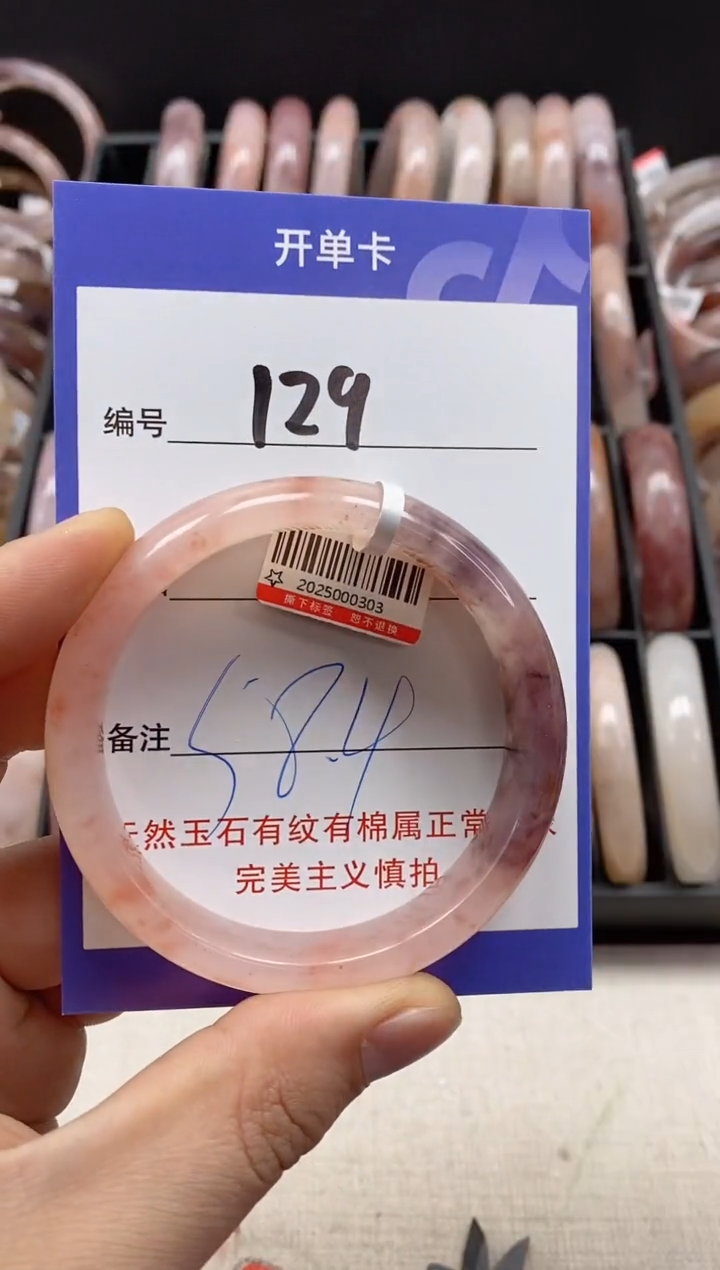 开单卡
编号 129
2025000303
撕下标签 恕不退换
备注 58.4
天然玉石有纹有棉属正常
完美主义慎拍